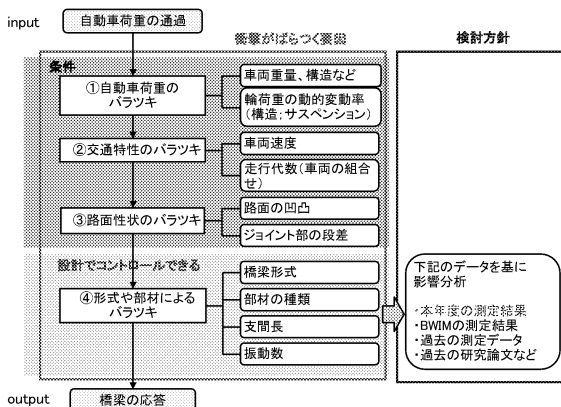 input
自動車荷重の通過
衝撃がばらつく要因
検討方針
条件
①自動車荷重の
バラツキ
車両重量、構造など
輪荷重の動的変動率
(構造；サスペンション)
②交通特性のバラツキ
車両速度
走行代数(車両の組合
せ)
③路面性状のバラツキ
路面の凹凸
ジョイント部の段差
設計でコントロールできる
④形式や部材による
バラツキ
橋梁形式
部材の種類
支間長
振動数
下記のデータを基に
影響分析
・本年度の測定結果
・BWIMの測定結果
・過去の測定データ
・過去の研究論文など
output
橋梁の応答